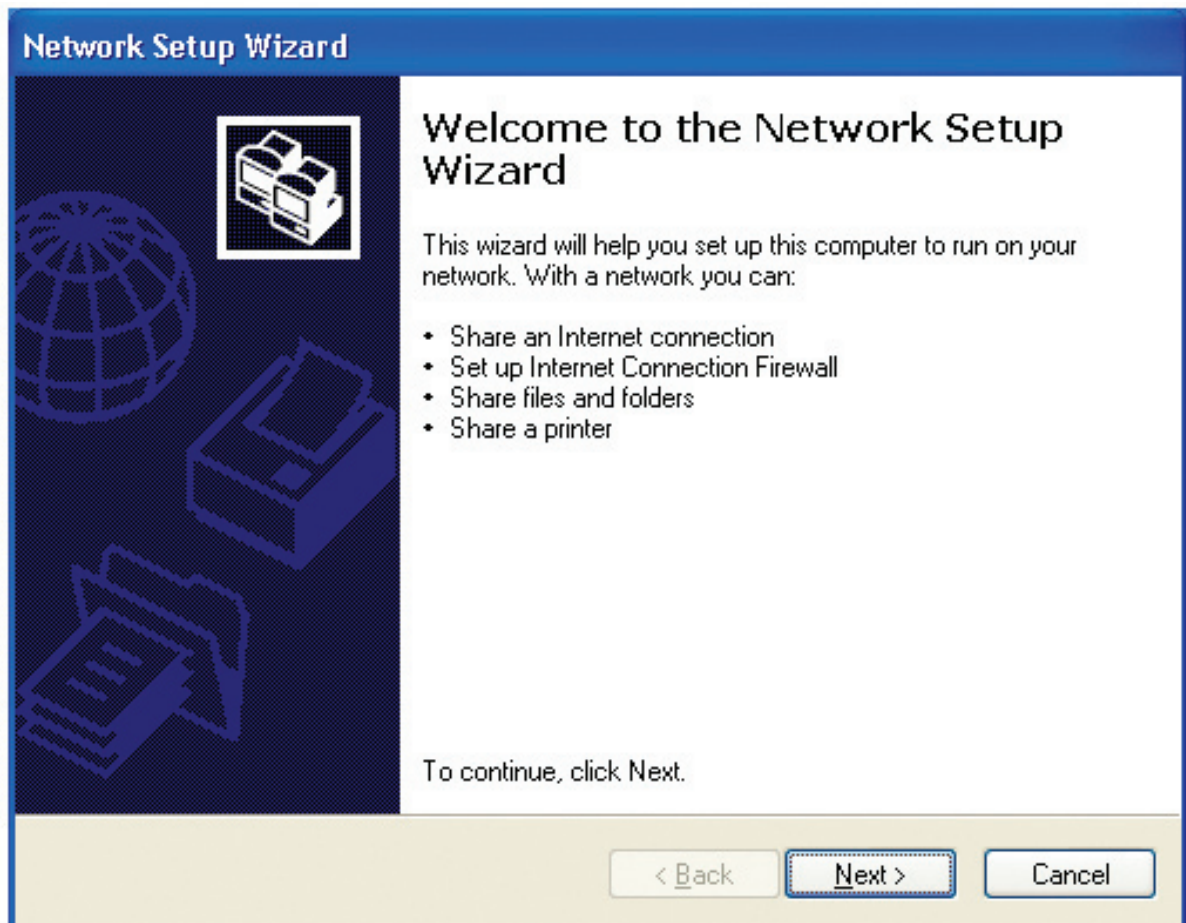 Network Setup Wizard
Welcome to the Network Setup
Wizard
This wizard will help you set up this computer to run on your
network. With a network you can:
• Share an Internet connection
• Set up Internet Connection Firewall
• Share files and folders
• Share a printer
To continue, click Next.
< Back
Next >
Cancel